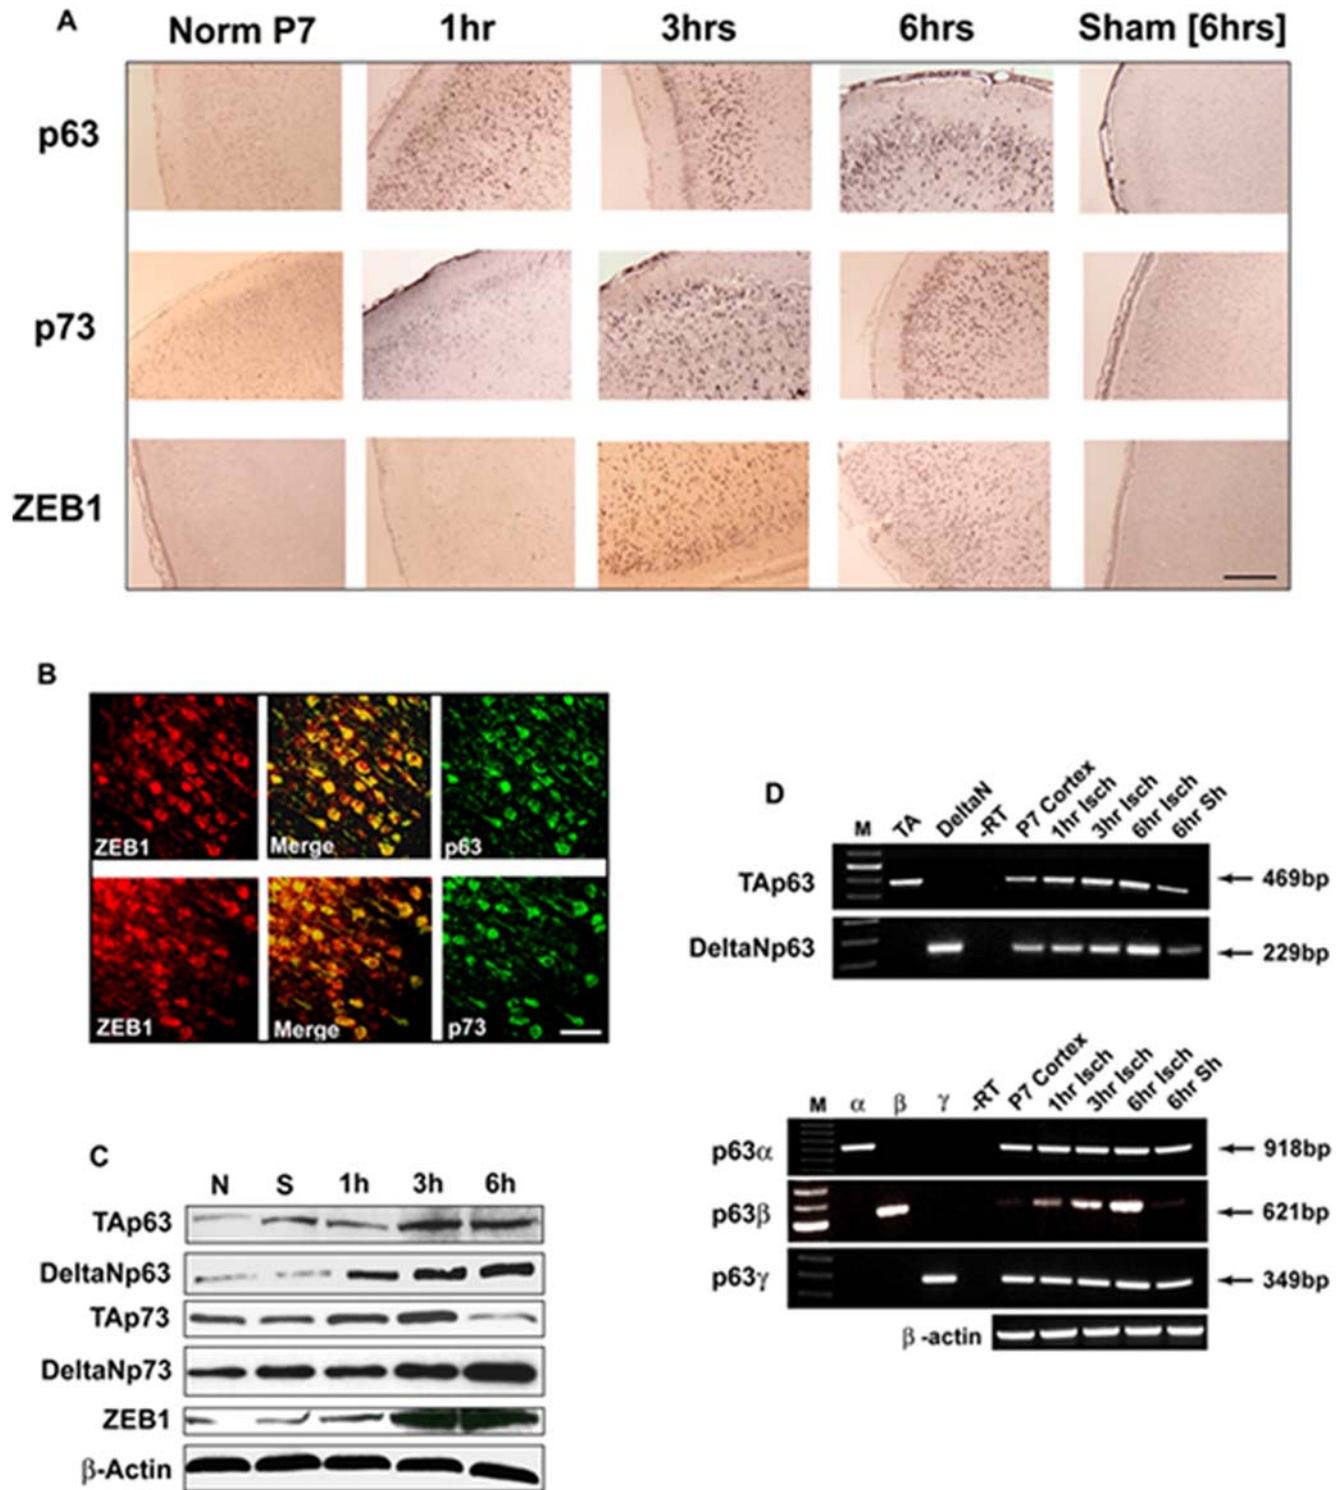 A
Norm P7 1hr 3hrs 6hrs Sham [6hrs]
p63
p73
ZEB1
B
ZEB1 Merge p63
ZEB1 Merge p73
C
N S 1h 3h 6h
TAp63
DeltaNp63
TAp73
DeltaNp73
ZEB1
β-Actin
D
M TA DeltaN -RT P7 Cortex 1hr Isch 3hr Isch 6hr Isch 6hr Sh
TAp63 469bp
DeltaNp63 229bp
M α β γ -RT P7 Cortex 1hr Isch 3hr Isch 6hr Isch 6hr Sh
p63α 918bp
p63β 621bp
p63γ 349bp
β -actin